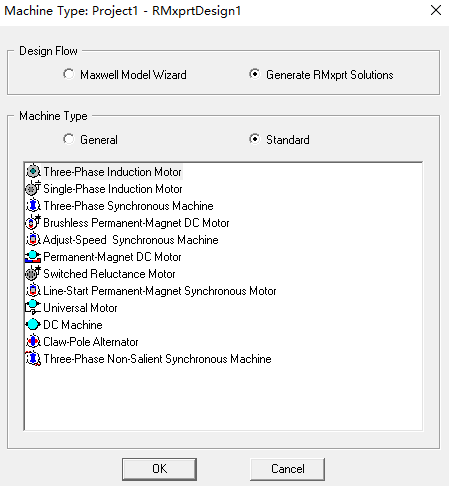 Machine Type: Project1 - RMxprtDesign1
Design Flow
Maxwell Model Wizard
Generate RMxprt Solutions
Machine Type
General
Standard
Three-Phase Induction Motor
Single-Phase Induction Motor
Three-Phase Synchronous Machine
Brushless Permanent-Magnet DC Motor
Adjust-Speed Synchronous Machine
Permanent-Magnet DC Motor
Switched Reluctance Motor
Line-Start Permanent-Magnet Synchronous Motor
Universal Motor
DC Machine
Claw-Pole Alternator
Three-Phase Non-Salient Synchronous Machine
OK
Cancel